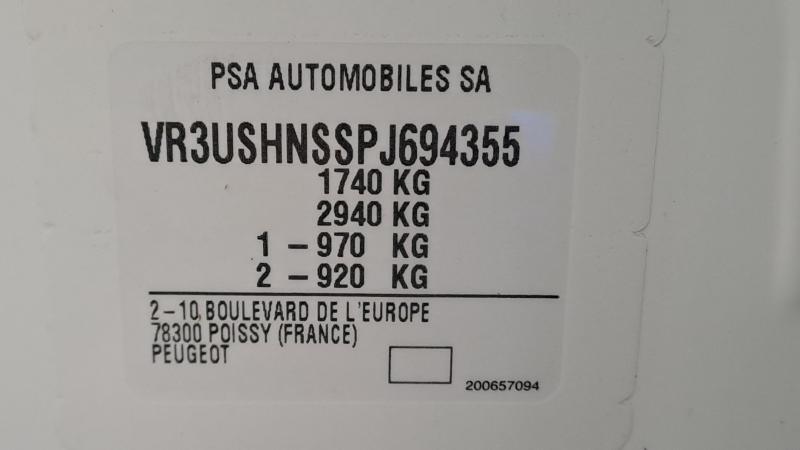 PSA AUTOMOBILES SA
VR3USHNSSPJ694355
1740 KG
2940 KG
1 – 970 KG
2 – 920 KG
2–10, BOULEVARD DE L'EUROPE
78300 POISSY (FRANCE)
PEUGEOT
200657094